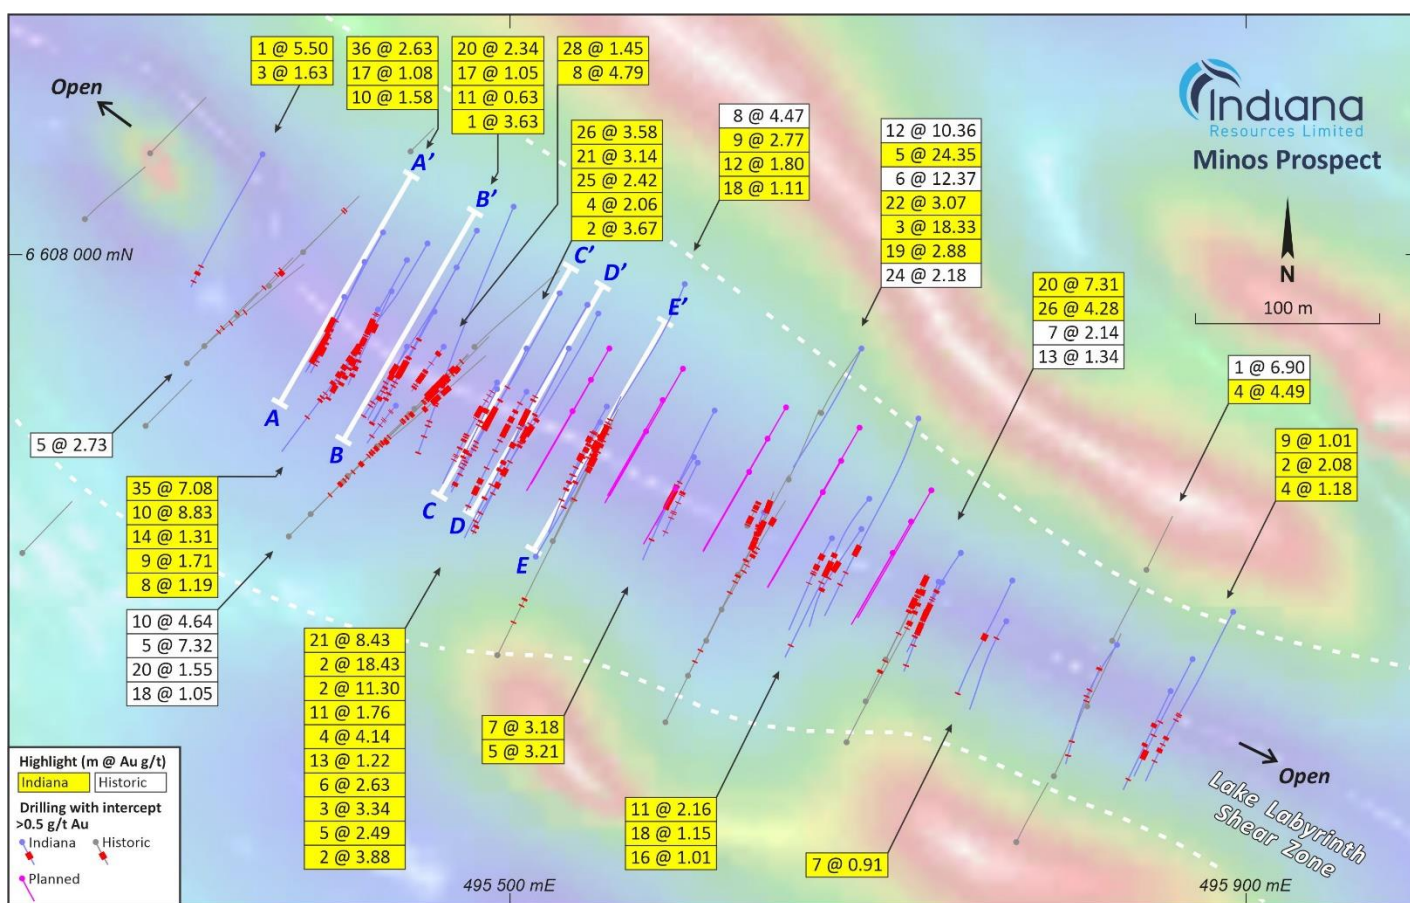 1 @ 5.50
3 @ 1.63
36 @ 2.63
17 @ 1.08
10 @ 1.58
20 @ 2.34
17 @ 1.05
11 @ 0.63
1 @ 3.63
28 @ 1.45
8 @ 4.79
Open
26 @ 3.58
21 @ 3.14
25 @ 2.42
4 @ 2.06
2 @ 3.67
8 @ 4.47
9 @ 2.77
12 @ 1.80
18 @ 1.11
12 @ 10.36
5 @ 24.35
6 @ 12.37
22 @ 3.07
3 @ 18.33
19 @ 2.88
24 @ 2.18
Indiana
Resources Limited
Minos Prospect
N
100 m
6 608 000 mN
A'
B'
C'
D'
E'
20 @ 7.31
26 @ 4.28
7 @ 2.14
13 @ 1.34
1 @ 6.90
4 @ 4.49
9 @ 1.01
2 @ 2.08
4 @ 1.18
5 @ 2.73
A
B
C
D
E
35 @ 7.08
10 @ 8.83
14 @ 1.31
9 @ 1.71
8 @ 1.19
10 @ 4.64
5 @ 7.32
20 @ 1.55
18 @ 1.05
21 @ 8.43
2 @ 18.43
2 @ 11.30
11 @ 1.76
4 @ 4.14
13 @ 1.22
6 @ 2.63
3 @ 3.34
5 @ 2.49
2 @ 3.88
7 @ 3.18
5 @ 3.21
11 @ 2.16
18 @ 1.15
16 @ 1.01
7 @ 0.91
Open
Lake Labyrinth
Shear Zone
Highlight (m @ Au g/t)
Indiana Historic
Drilling with intercept
>0.5 g/t Au
Indiana Historic
Planned
495 500 mE
495 900 mE